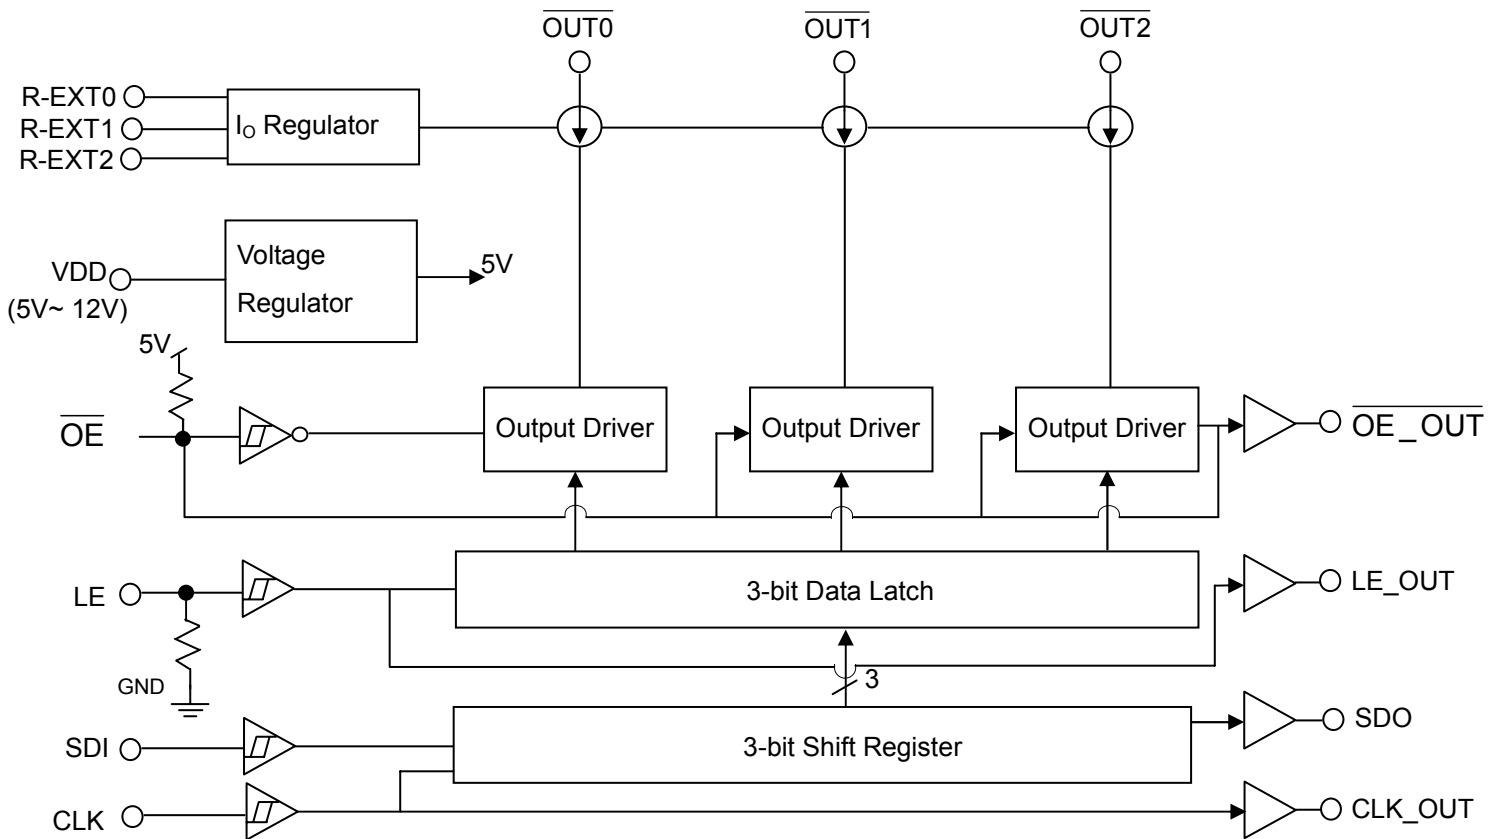 OUT0 OUT1 OUT2
R-EXT0
R-EXT1
R-EXT2
IO Regulator
VDD
(5V~ 12V)
Voltage
Regulator
5V
5V
OE
Output Driver
Output Driver
Output Driver
OE_OUT
LE
3-bit Data Latch
LE_OUT
GND
3
SDI
3-bit Shift Register
SDO
CLK
CLK_OUT